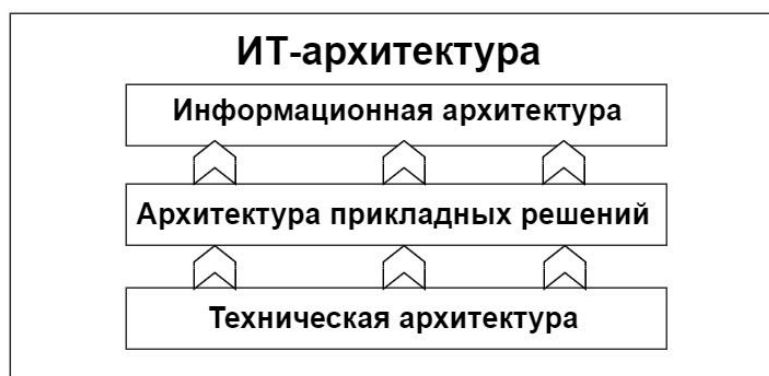 ИТ-архитектура
Информационная архитектура
Архитектура прикладных решений
Техническая архитектура